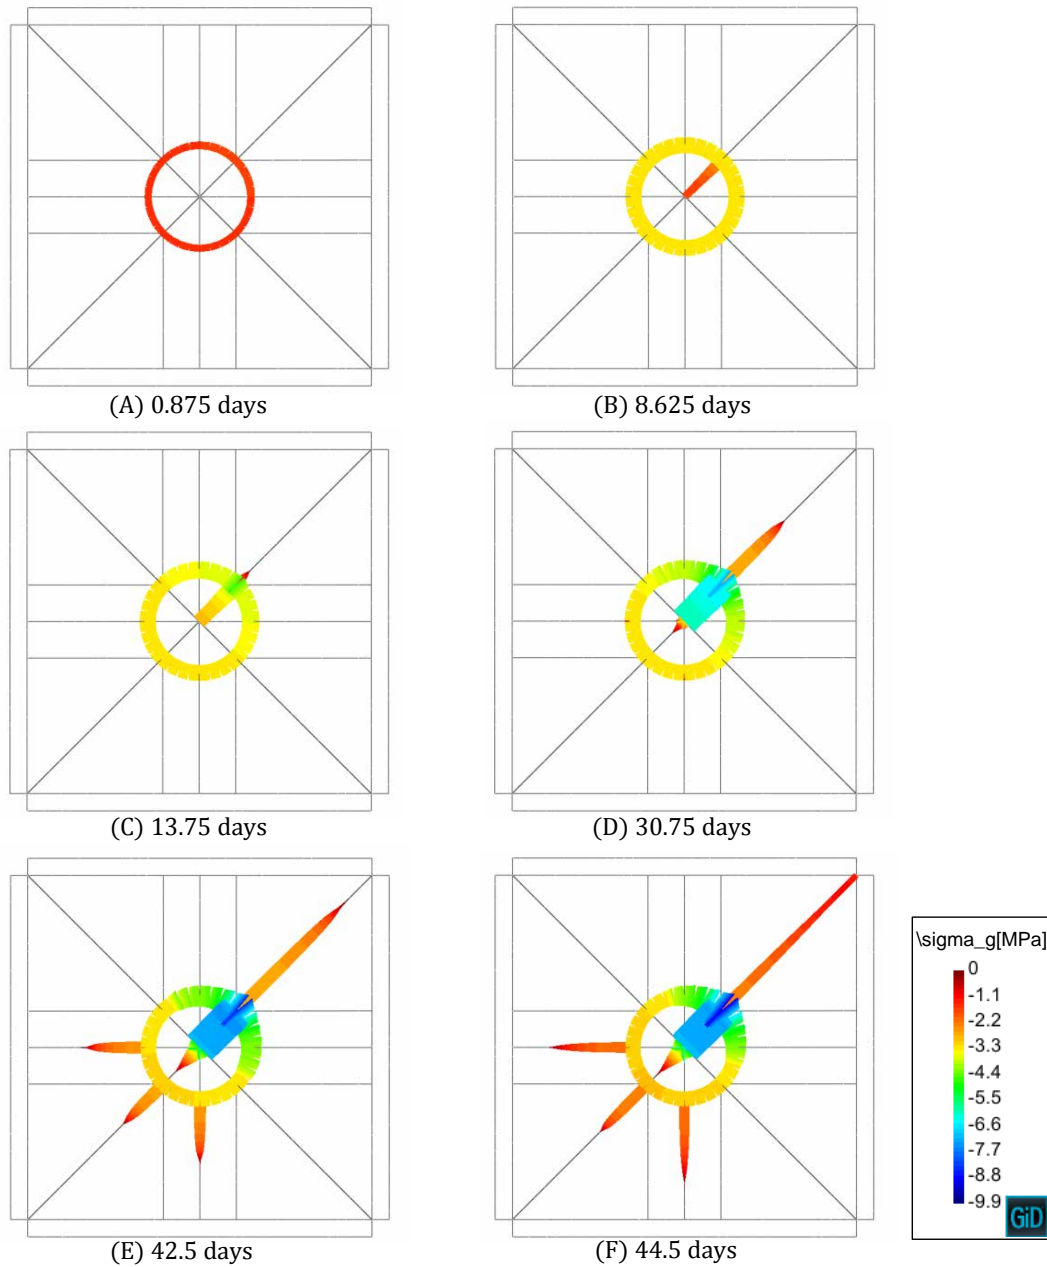 (A) 0.875 days
(B) 8.625 days
(C) 13.75 days
(D) 30.75 days
(E) 42.5 days
(F) 44.5 days
\sigma_g[MPa]
0
-1.1
-2.2
-3.3
-4.4
-5.5
-6.6
-7.7
-8.8
-9.9
GiD